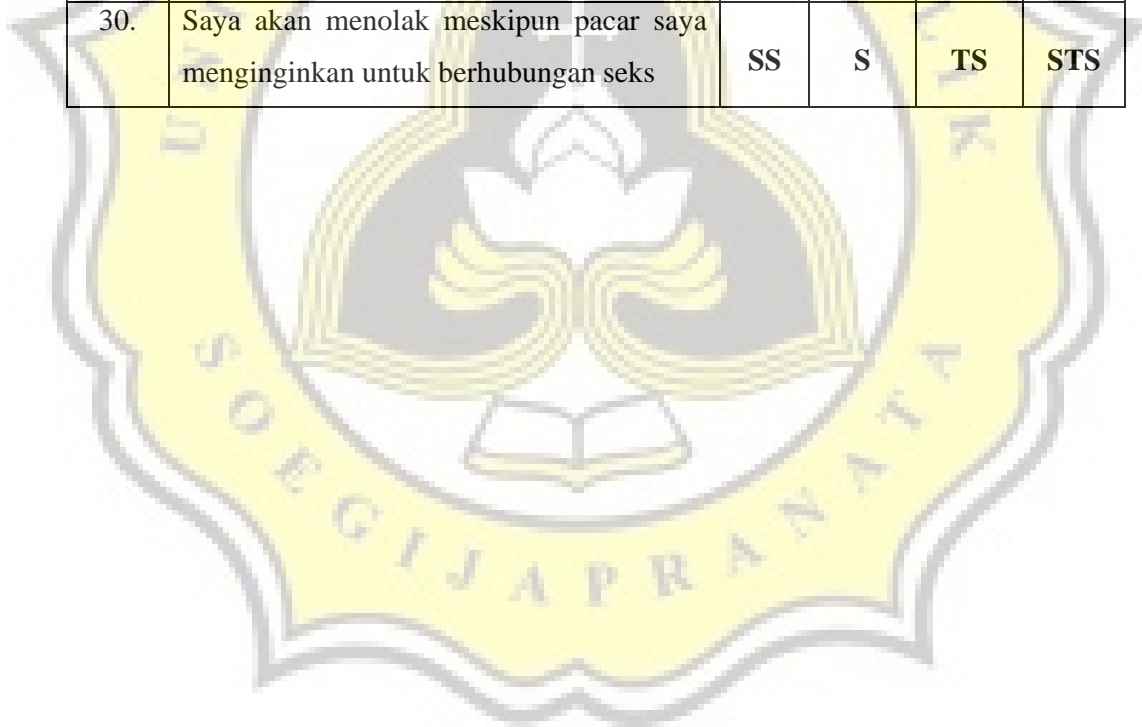 30. Saya akan menolak meskipun pacar saya
menginginkan untuk berhubungan seks SS S TS STS
SOEGIJAPRANATA